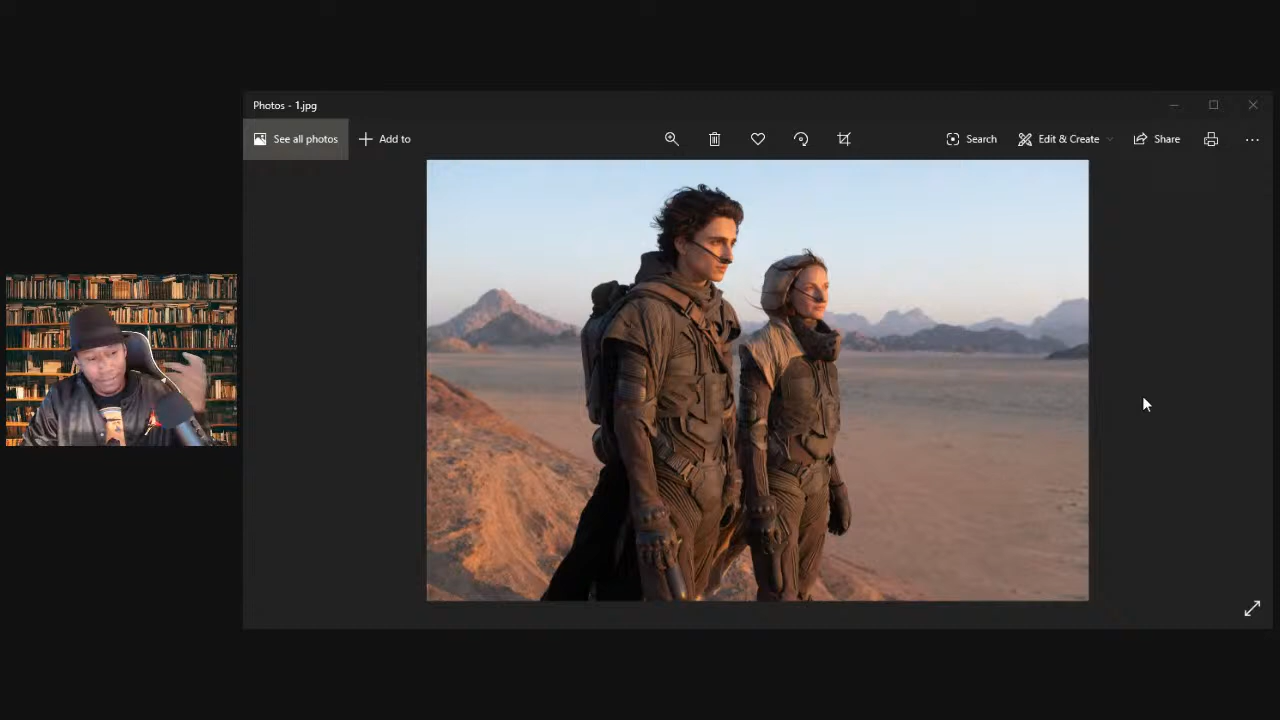 Photos - 1.jpg
See all photos
Add to
Search
Edit & Create
Share